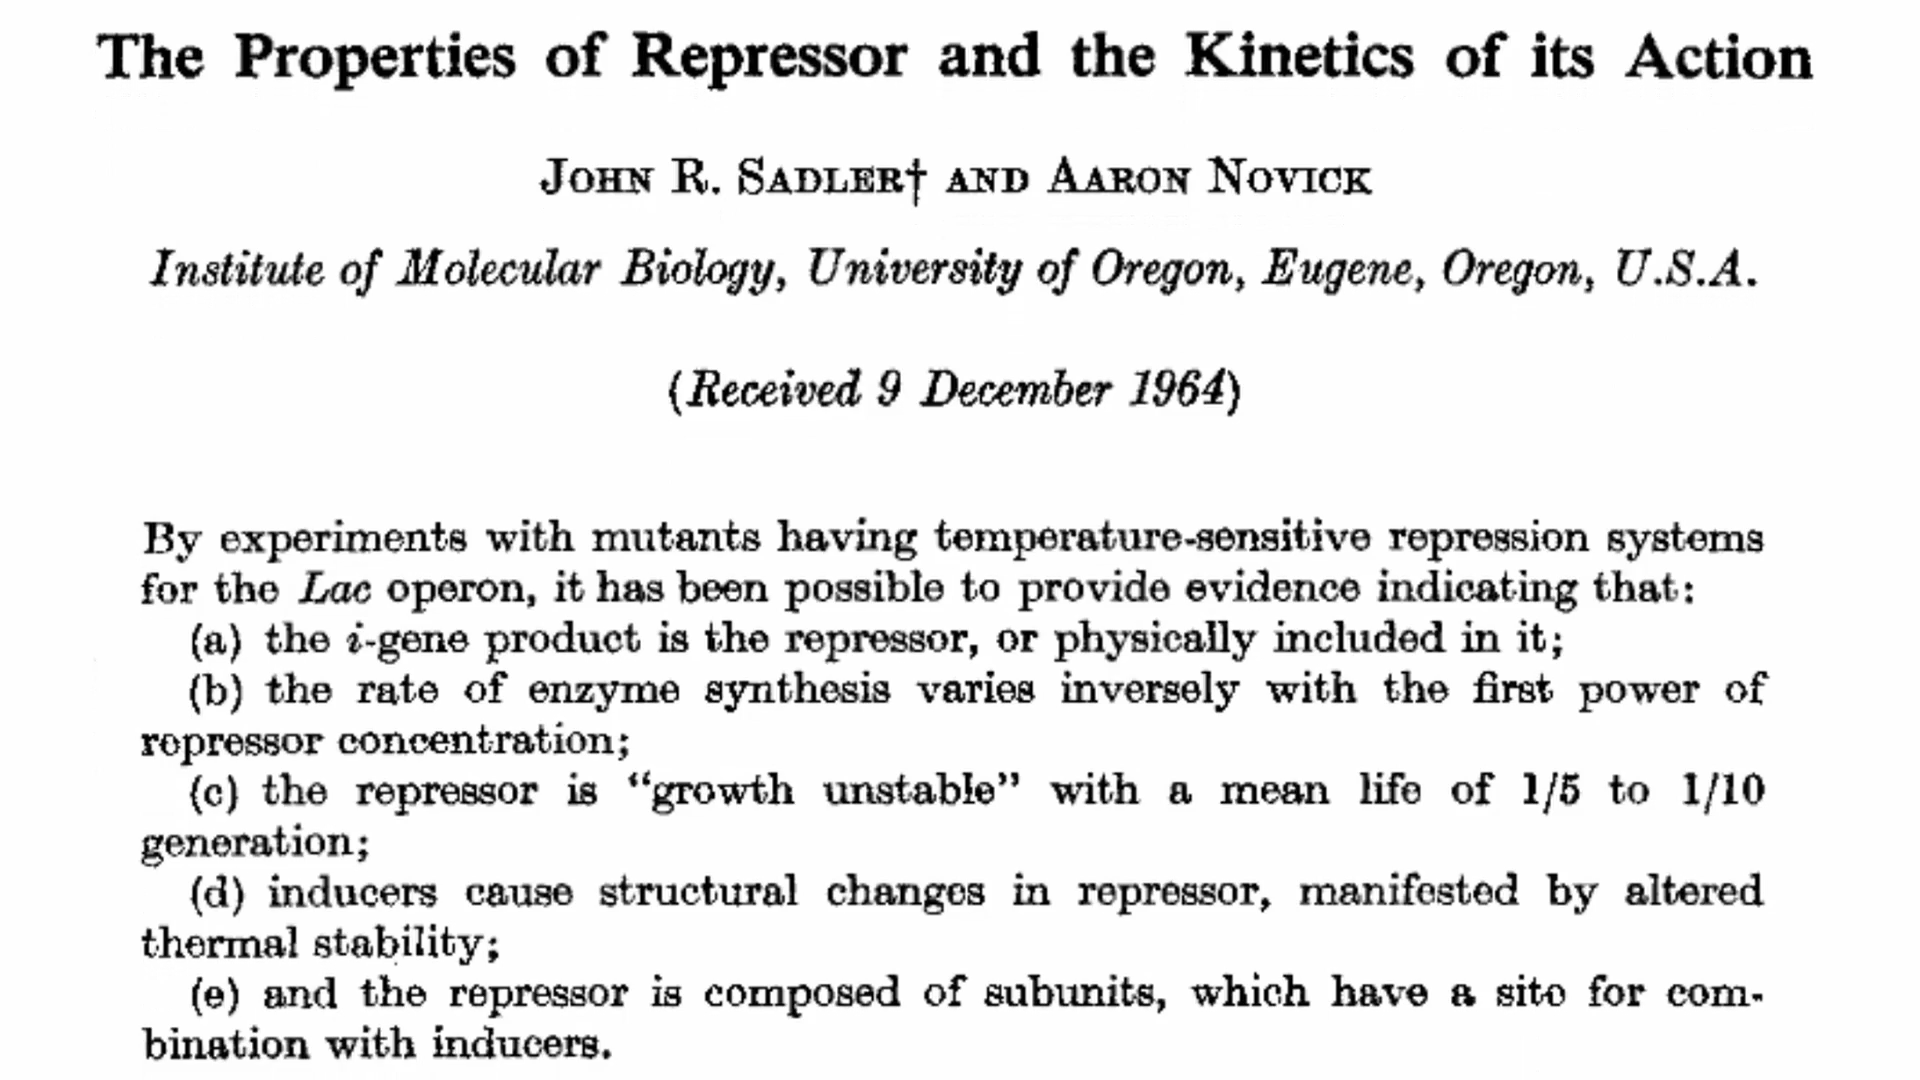 The Properties of Repressor and the Kinetics of its Action
John R. Sadler† and Aaron Novick
Institute of Molecular Biology, University of Oregon, Eugene, Oregon, U.S.A.
(Received 9 December 1964)
By experiments with mutants having temperature-sensitive repression systems
for the Lac operon, it has been possible to provide evidence indicating that:
(a) the i-gene product is the repressor, or physically included in it;
(b) the rate of enzyme synthesis varies inversely with the first power of
repressor concentration;
(c) the repressor is “growth unstable” with a mean life of 1/5 to 1/10
generation;
(d) inducers cause structural changes in repressor, manifested by altered
thermal stability;
(e) and the repressor is composed of subunits, which have a site for com-
bination with inducers.